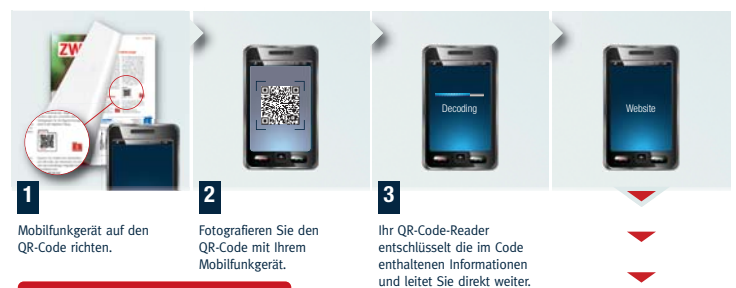 ZW
Decoding
Website
1
Mobilfunkgerät auf den
QR-Code richten.
2
Fotografieren Sie den
QR-Code mit Ihrem
Mobilfunkgerät.
3
Ihr QR-Code-Reader
entschlüsselt die im Code
enthaltenen Informationen
und leitet Sie direkt weiter.